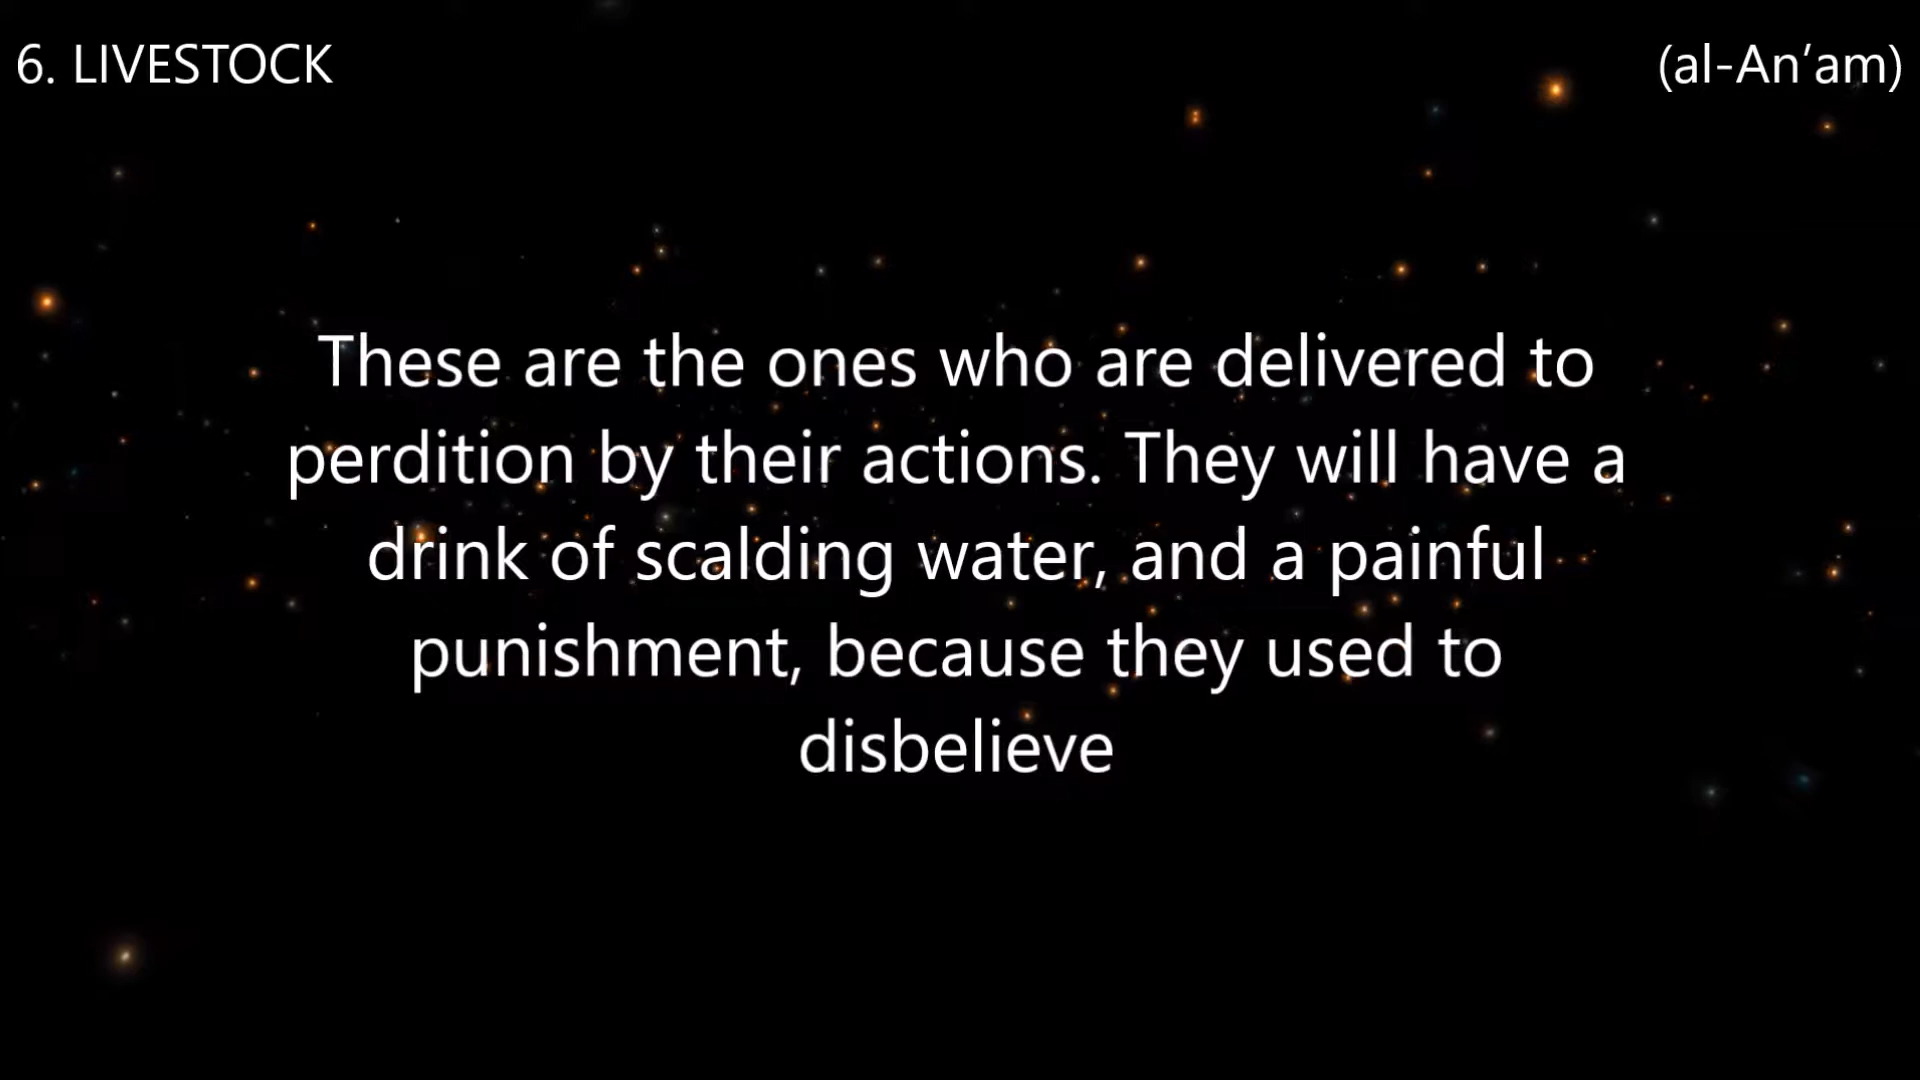 6. LIVESTOCK
(al-An’am)
These are the ones who are delivered to
perdition by their actions. They will have a
drink of scalding water, and a painful
punishment, because they used to
disbelieve